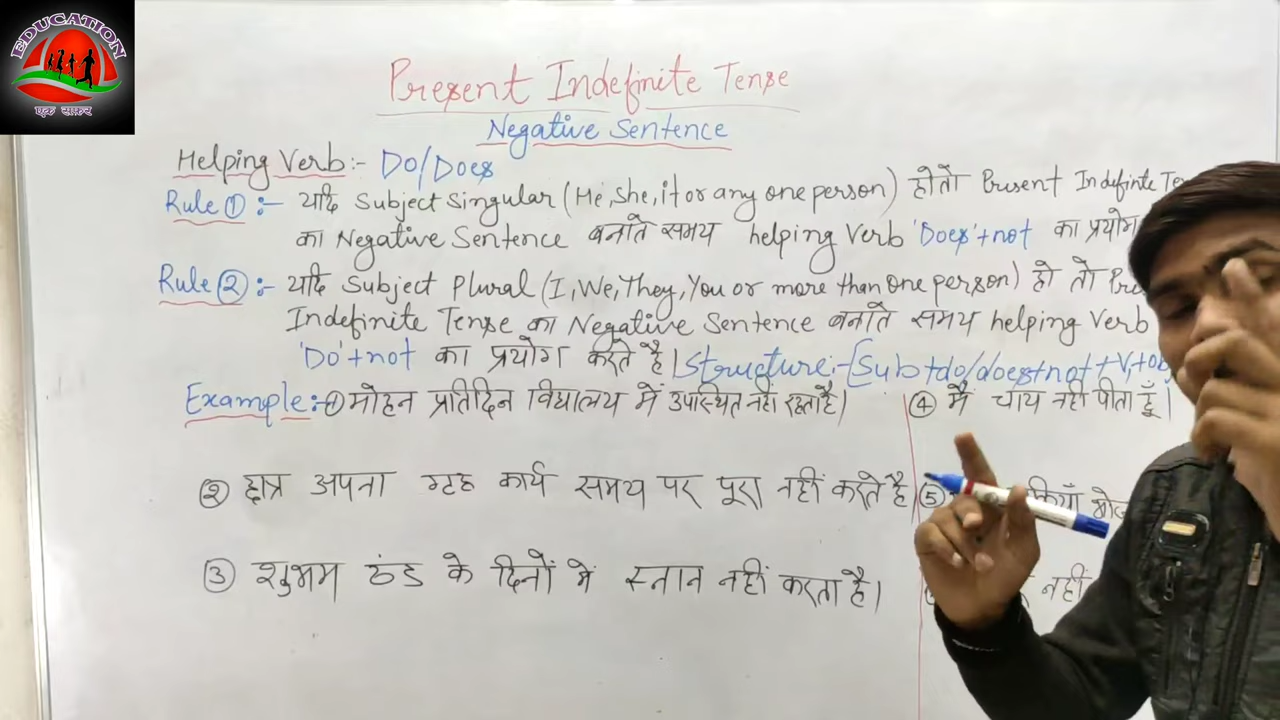 EDUCATION
एक सफ़र
Present Indefinite Tense
Negative Sentence
Helping Verb:- Do/Does
Rule ① :- यदि Subject Singular (He, She, it or any one person) हो तो Present Indefinite
का Negative Sentence बनाते समय helping Verb 'Does'+not का प्रयोग
Rule ② :- यदि Subject Plural (I, We, They, You or more than one person) हो तो
Indefinite Tense का Negative Sentence बनाते समय helping Verb
'Do'+not का प्रयोग करते है। Structure:-[Sub+do/does+not+V₁+ob
Example:- ① मोहन प्रतिदिन विद्यालय में उपस्थित नहीं रहता है।
② छात्र अपना ग्रह कार्य समय पर पूरा नहीं करते है।
③ शुभम ठंड के दिनों मे स्नान नहीं करता है।
④ मैं चाय नहीं पीता हूँ।
⑤
नहीं